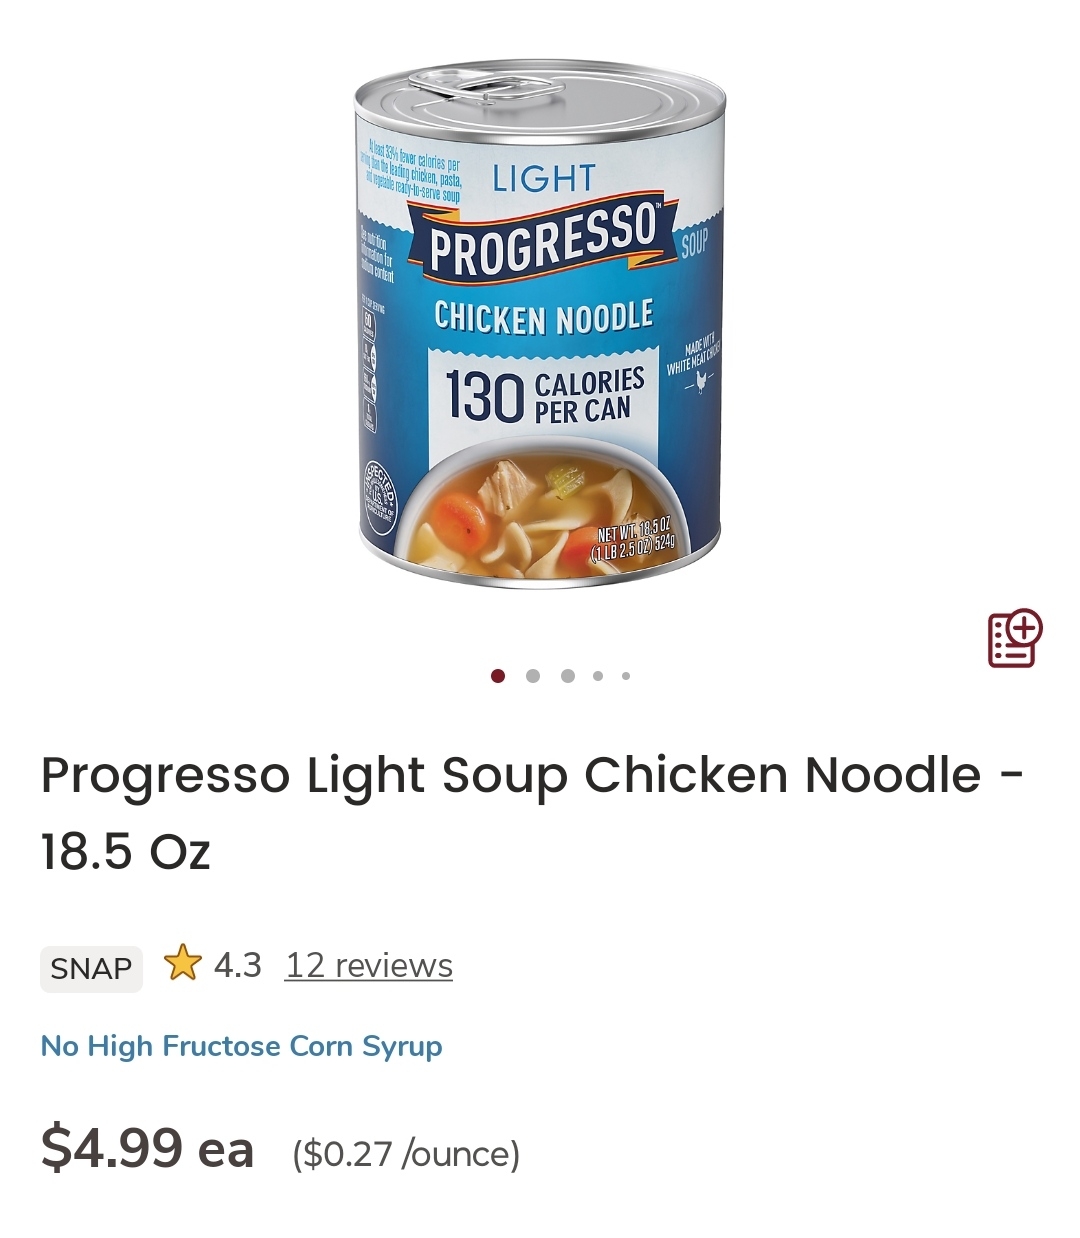 At least 33% fewer calories per
serving than the leading chicken, pasta,
and vegetable ready-to-serve soup
LIGHT
PROGRESSO™
SOUP
See nutrition
information for
sodium content
CHICKEN NOODLE
MADE WITH
WHITE MEAT CHICKEN
130 CALORIES
PER CAN
NET WT. 18.5 OZ
(1 LB 2.5 OZ) 524g
Progresso Light Soup Chicken Noodle -
18.5 Oz
SNAP 4.3 12 reviews
No High Fructose Corn Syrup
$4.99 ea ($0.27 /ounce)